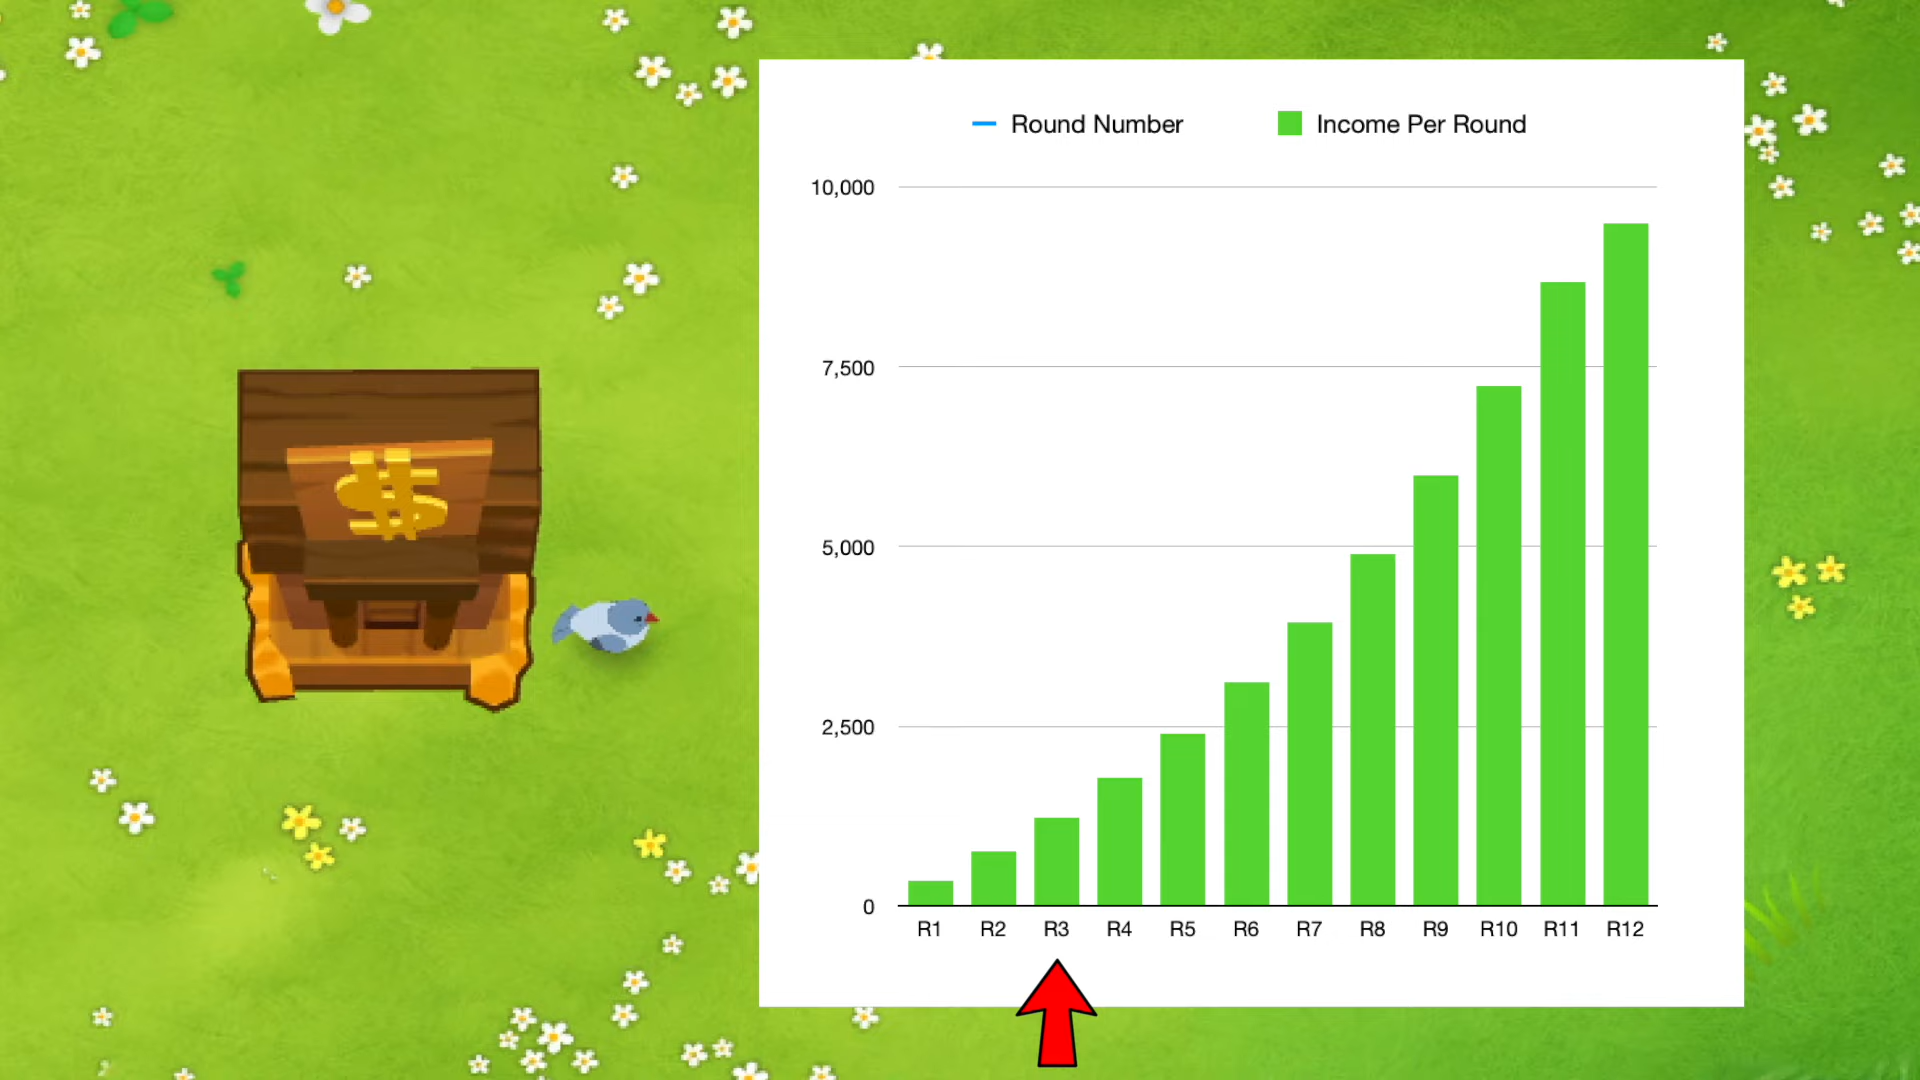 Round Number
Income Per Round
10,000
7,500
5,000
2,500
0
R1 R2 R3 R4 R5 R6 R7 R8 R9 R10 R11 R12
$